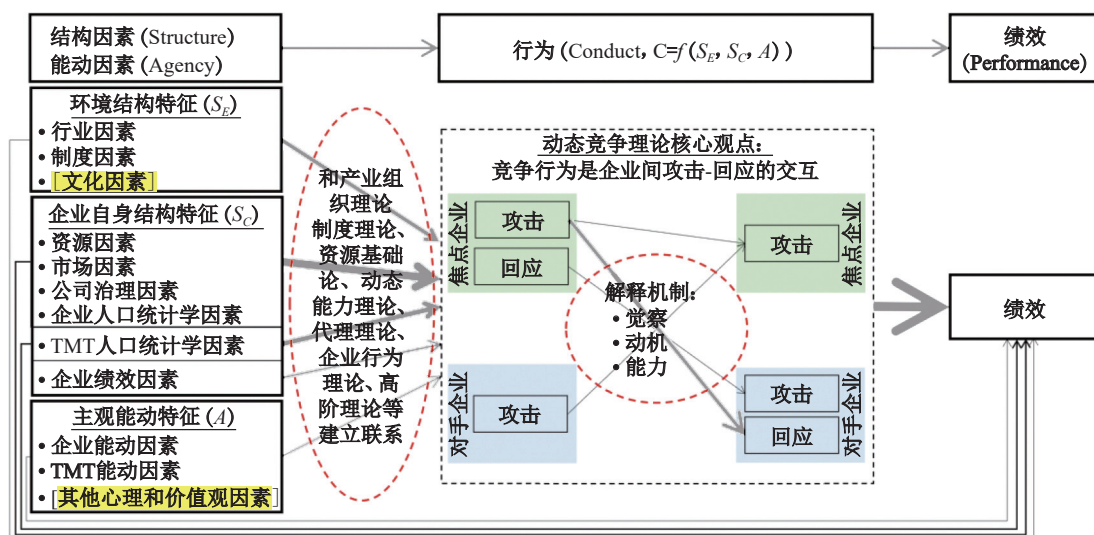 结构因素 (Structure)
能动因素 (Agency)
行为 (Conduct, C=f (S_E, S_C, A) )
绩效
(Performance)
环境结构特征 (S_E)
• 行业因素
• 制度因素
• [文化因素]
企业自身结构特征 (S_C)
• 资源因素
• 市场因素
• 公司治理因素
• 企业人口统计学因素
• TMT人口统计学因素
• 企业绩效因素
主观能动特征 (A)
• 企业能动因素
• TMT能动因素
• [其他心理和价值观因素]
和产业组
织理论
制度理论、
资源基础
论、动态
能力理论、
代理理论、
企业行为
理论、高
阶理论等
建立联系
动态竞争理论核心观点：
竞争行为是企业间攻击-回应的交互
焦点企业
攻击
回应
对手企业
攻击
解释机制：
• 觉察
• 动机
• 能力
攻击
焦点企业
攻击
回应
对手企业
绩效